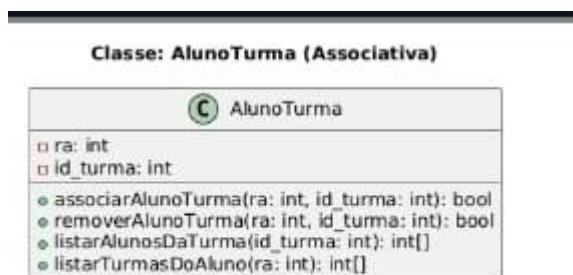 Classe: AlunoTurma (Associativa)
C AlunoTurma
ra: int
id_turma: int
associarAlunoTurma(ra: int, id_turma: int): bool
removerAlunoTurma(ra: int, id_turma: int): bool
listarAlunosDaTurma(id_turma: int): int[]
listarTurmasDoAluno(ra: int): int[]